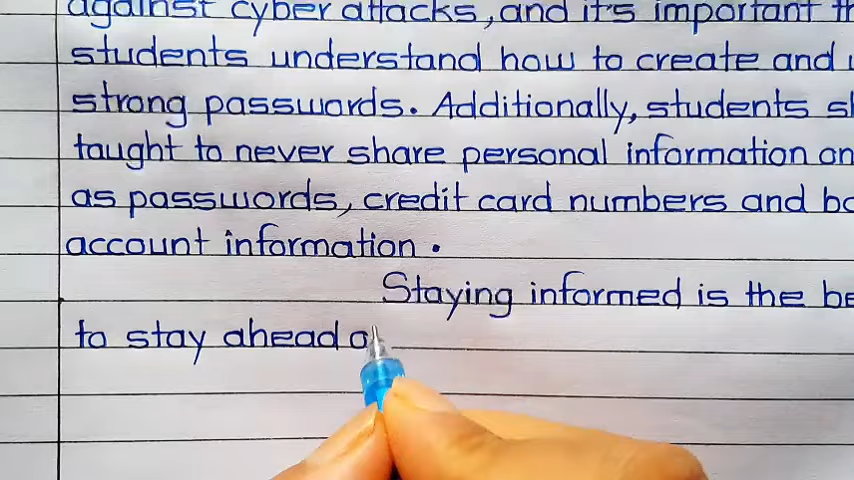 against cyber attacks, and it's important th
students understand how to create and u
strong passwords. Additionally, students sh
taught to never share personal information on
as passwords, credit card numbers and ba
account information.
Staying informed is the be
to stay ahead o